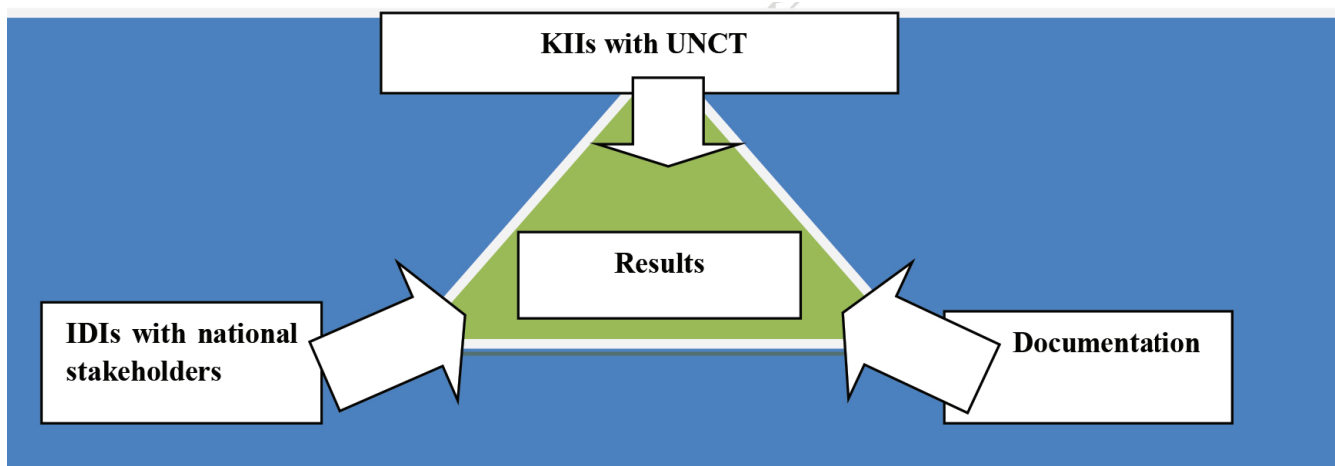 KIIs with UNCT
Results
IDIs with national
stakeholders
Documentation